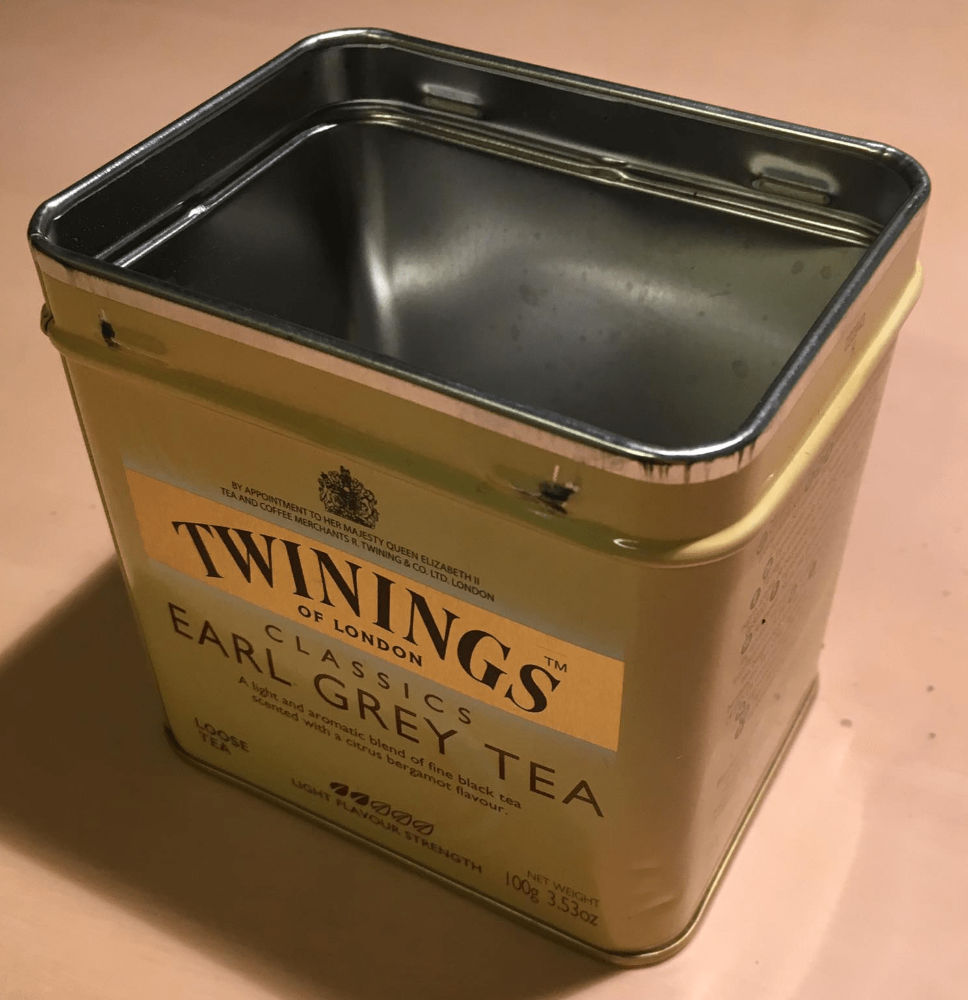 BY APPOINTMENT TO HER MAJESTY QUEEN ELIZABETH II
TEA AND COFFEE MERCHANTS R. TWINING & CO. LTD. LONDON
TWININGS™
OF LONDON
CLASSICS
EARL GREY TEA
A light and aromatic blend of fine black tea
scented with a citrus bergamot flavour.
LOOSE
TEA
LIGHT FLAVOUR STRENGTH
NET WEIGHT
100g 3.53oz